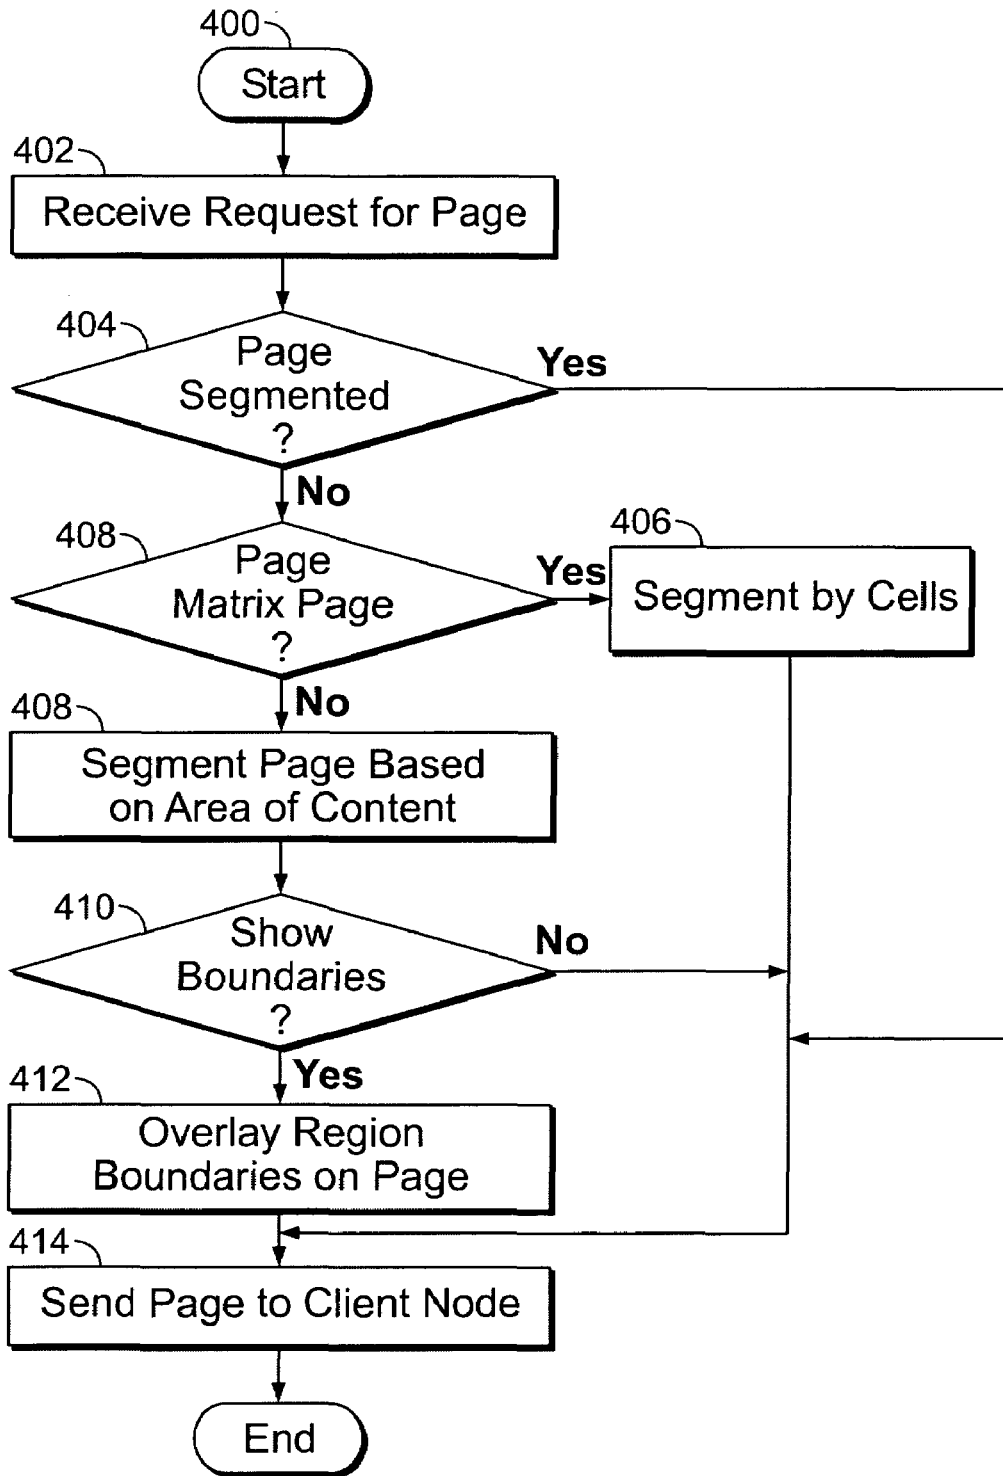 400
Start
402
Receive Request for Page
404
Page
Segmented
?
Yes
No
408
Page
Matrix Page
?
Yes
406
Segment by Cells
No
408
Segment Page Based
on Area of Content
410
Show
Boundaries
?
No
Yes
412
Overlay Region
Boundaries on Page
414
Send Page to Client Node
End